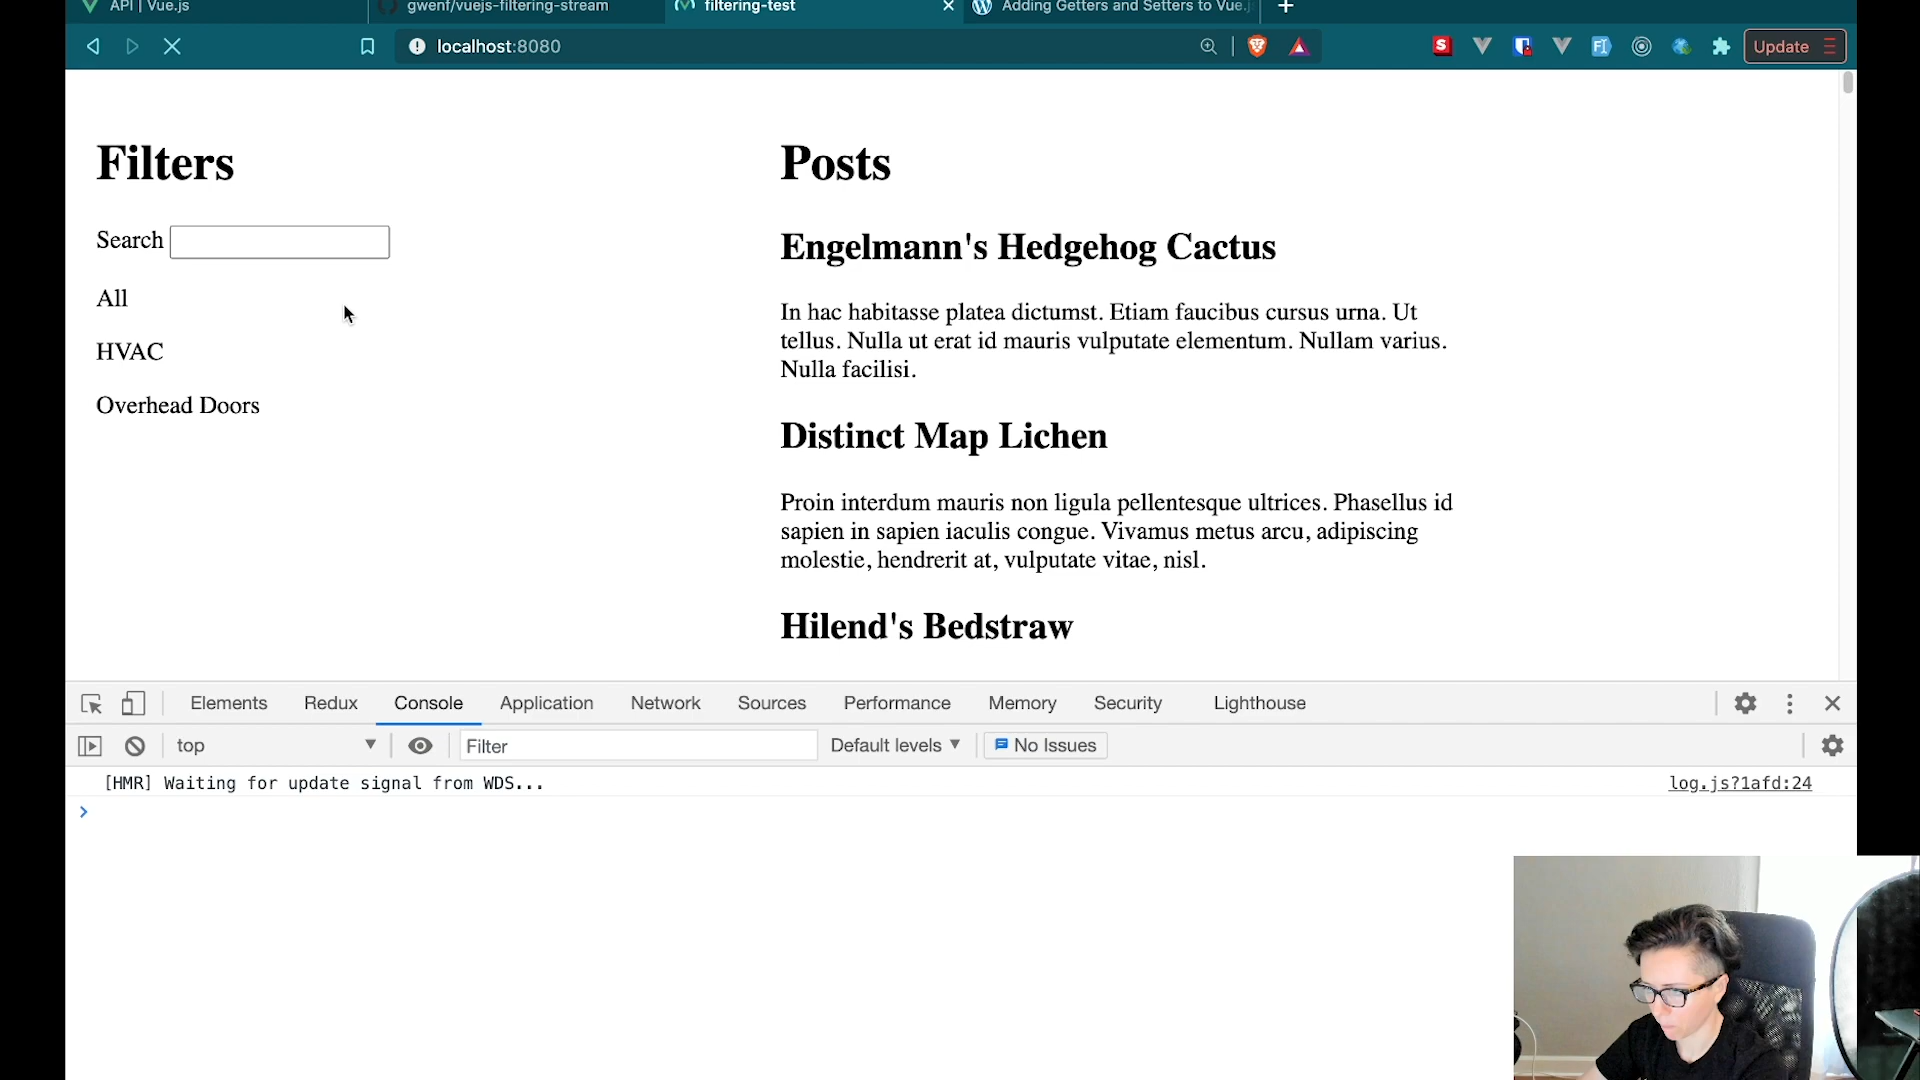 API | Vue.js
gwenf/vuejs-filtering-stream
filtering-test
Adding Getters and Setters to Vue.j
localhost:8080
Update
Filters
Search
All
HVAC
Overhead Doors
Posts
Engelmann's Hedgehog Cactus
In hac habitasse platea dictumst. Etiam faucibus cursus urna. Ut
tellus. Nulla ut erat id mauris vulputate elementum. Nullam varius.
Nulla facilisi.
Distinct Map Lichen
Proin interdum mauris non ligula pellentesque ultrices. Phasellus id
sapien in sapien iaculis congue. Vivamus metus arcu, adipiscing
molestie, hendrerit at, vulputate vitae, nisl.
Hilend's Bedstraw
Elements Redux Console Application Network Sources Performance Memory Security Lighthouse
top Filter Default levels No Issues
[HMR] Waiting for update signal from WDS... log.js?1afd:24